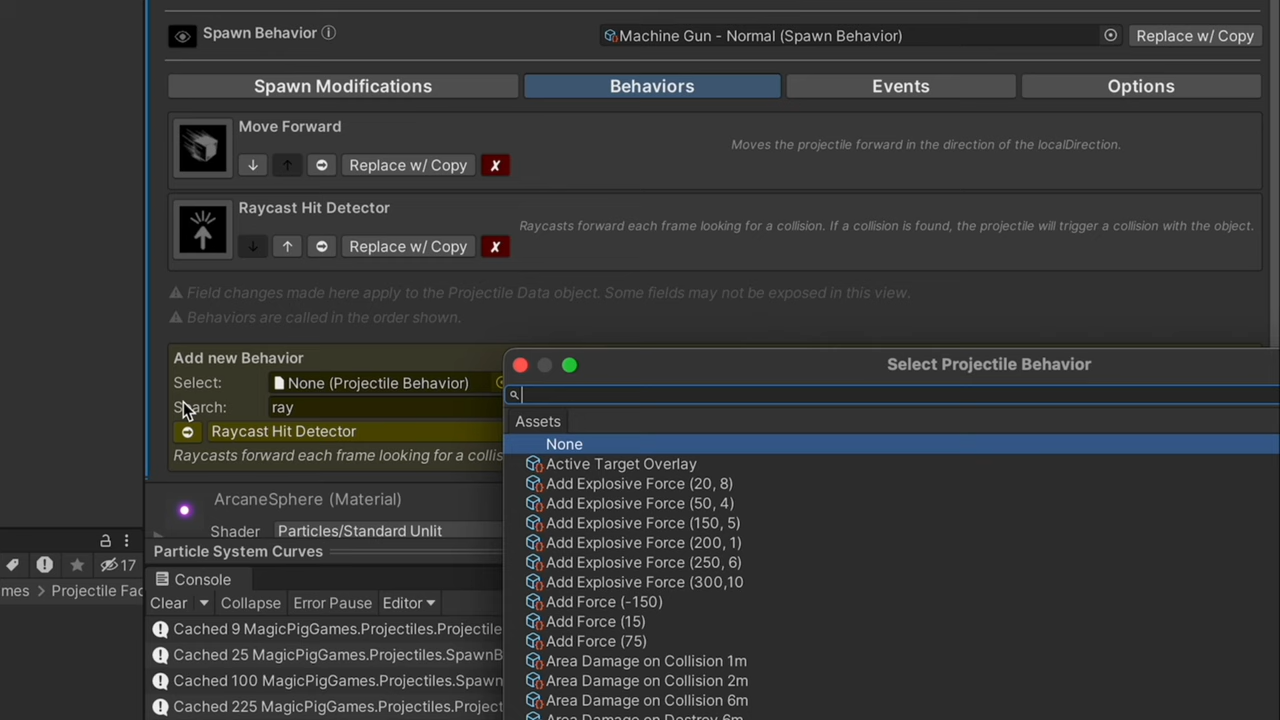 Spawn Behavior
Machine Gun - Normal (Spawn Behavior)
Replace w/ Copy
Spawn Modifications
Behaviors
Events
Options
Move Forward
Moves the projectile forward in the direction of the localDirection.
Replace w/ Copy
Raycast Hit Detector
Raycasts forward each frame looking for a collision. If a collision is found, the projectile will trigger a collision with the object.
Replace w/ Copy
Field changes made here apply to the Projectile Data object. Some fields may not be exposed in this view.
Behaviors are called in the order shown.
Add new Behavior
Select:
None (Projectile Behavior)
Search:
ray
Raycast Hit Detector
Raycasts forward each frame looking for a collis
Select Projectile Behavior
Assets
None
Active Target Overlay
Add Explosive Force (20, 8)
Add Explosive Force (50, 4)
Add Explosive Force (150, 5)
Add Explosive Force (200, 1)
Add Explosive Force (250, 6)
Add Explosive Force (300,10
Add Force (-150)
Add Force (15)
Add Force (75)
Area Damage on Collision 1m
Area Damage on Collision 2m
Area Damage on Collision 6m
Area Damage on Destroy 6m
ArcaneSphere (Material)
Shader
Particles/Standard Unlit
Particle System Curves
Console
Clear
Collapse
Error Pause
Editor
Cached 9 MagicPigGames.Projectiles.Projectile
Cached 25 MagicPigGames.Projectiles.SpawnB
Cached 100 MagicPigGames.Projectiles.Spawn
Cached 225 MagicPigGames.Projectiles.Project
17
mes > Projectile Fac